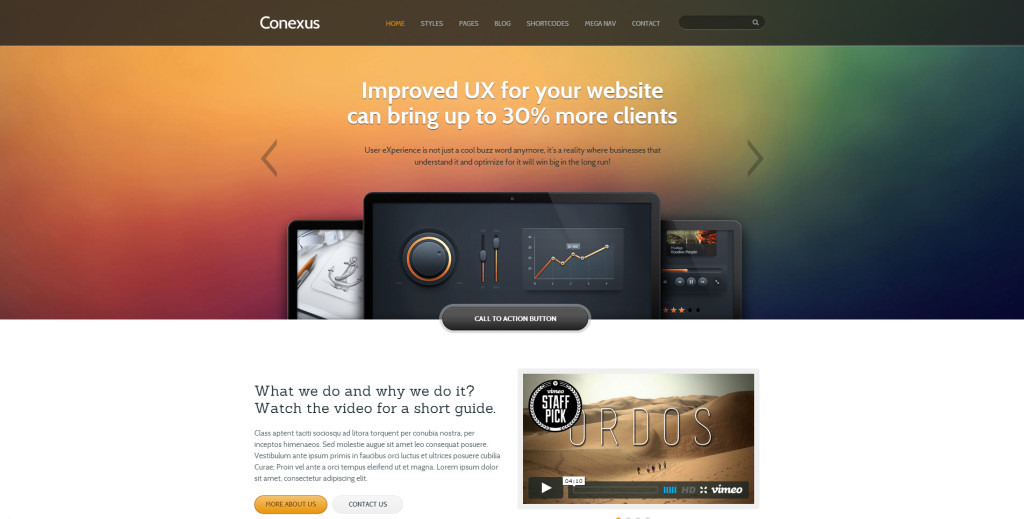 Conexus
HOME STYLES PAGES BLOG SHORTCODES MEGA NAV CONTACT
Improved UX for your website
can bring up to 30% more clients
User eXperience is not just a cool buzz word anymore, it's a reality where businesses that
understand it and optimize for it will win big in the long run!
CALL TO ACTION BUTTON
What we do and why we do it?
Watch the video for a short guide.
Class aptent taciti sociosqu ad litora torquent per conubia nostra, per
inceptos himenaeos. Sed molestie augue sit amet leo consequat posuere.
Vestibulum ante ipsum primis in faucibus orci luctus et ultrices posuere cubilia
Curae; Proin vel ante a orci tempus eleifend ut et magna. Lorem ipsum dolor
sit amet, consectetur adipiscing elit.
MORE ABOUT US CONTACT US
vimeo
STAFF
PICK
URDOS
04:10
HD vimeo